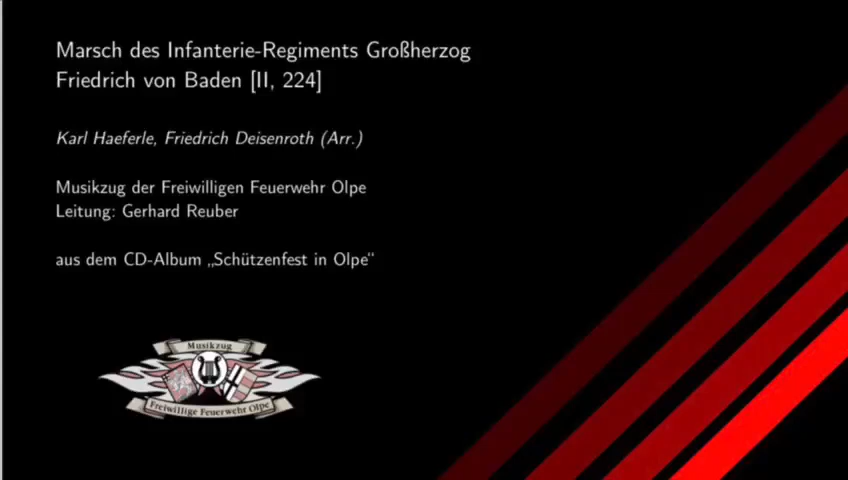 Marsch des Infanterie-Regiments Großherzog
Friedrich von Baden [II, 224]
Karl Haeferle, Friedrich Deisenroth (Arr.)
Musikzug der Freiwilligen Feuerwehr Olpe
Leitung: Gerhard Reuber
aus dem CD-Album „Schützenfest in Olpe“
Musikzug
Freiwillige Feuerwehr Olpe